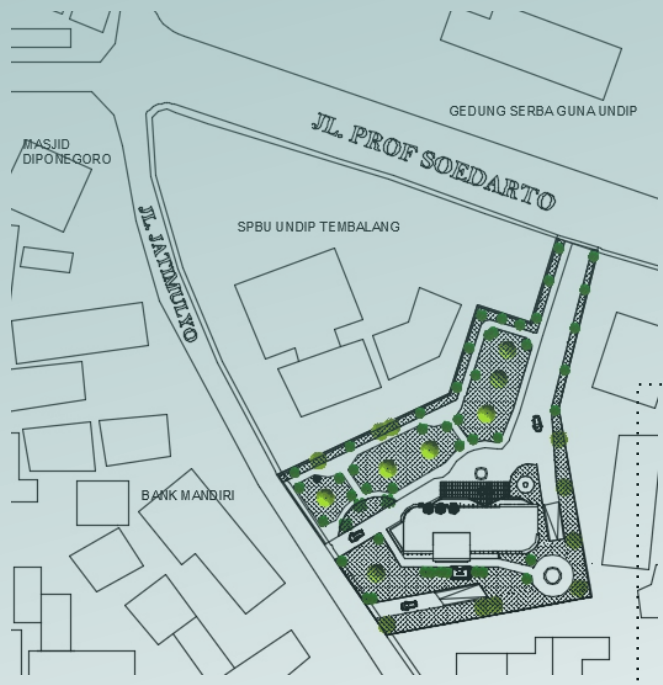 GEDUNG SERBA GUNA UNDIP
JL. PROF SOEDARTO
MASJID
DIPONEGORO
JL. JATIMULYO
SPBU UNDIP TEMBALANG
BANK MANDIRI